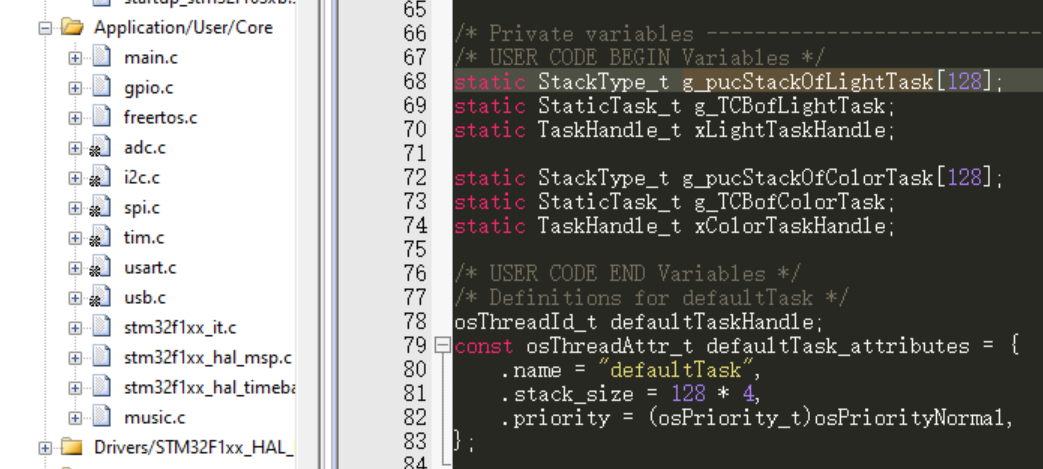 Application/User/Core
main.c
gpio.c
freertos.c
adc.c
i2c.c
spi.c
tim.c
usart.c
usb.c
stm32f1xx_it.c
stm32f1xx_hal_msp.c
stm32f1xx_hal_timeba
music.c
Drivers/STM32F1xx_HAL_
65
66 /* Private variables -----------------------------
67 /* USER CODE BEGIN Variables */
68 static StackType_t g_pucStackOfLightTask[128];
69 static StaticTask_t g_TCBofLightTask;
70 static TaskHandle_t xLightTaskHandle;
71
72 static StackType_t g_pucStackOfColorTask[128];
73 static StaticTask_t g_TCBofColorTask;
74 static TaskHandle_t xColorTaskHandle;
75
76 /* USER CODE END Variables */
77 /* Definitions for defaultTask */
78 osThreadId_t defaultTaskHandle;
79 const osThreadAttr_t defaultTask_attributes = {
80 .name = "defaultTask",
81 .stack_size = 128 * 4,
82 .priority = (osPriority_t)osPriorityNormal,
83 };
84